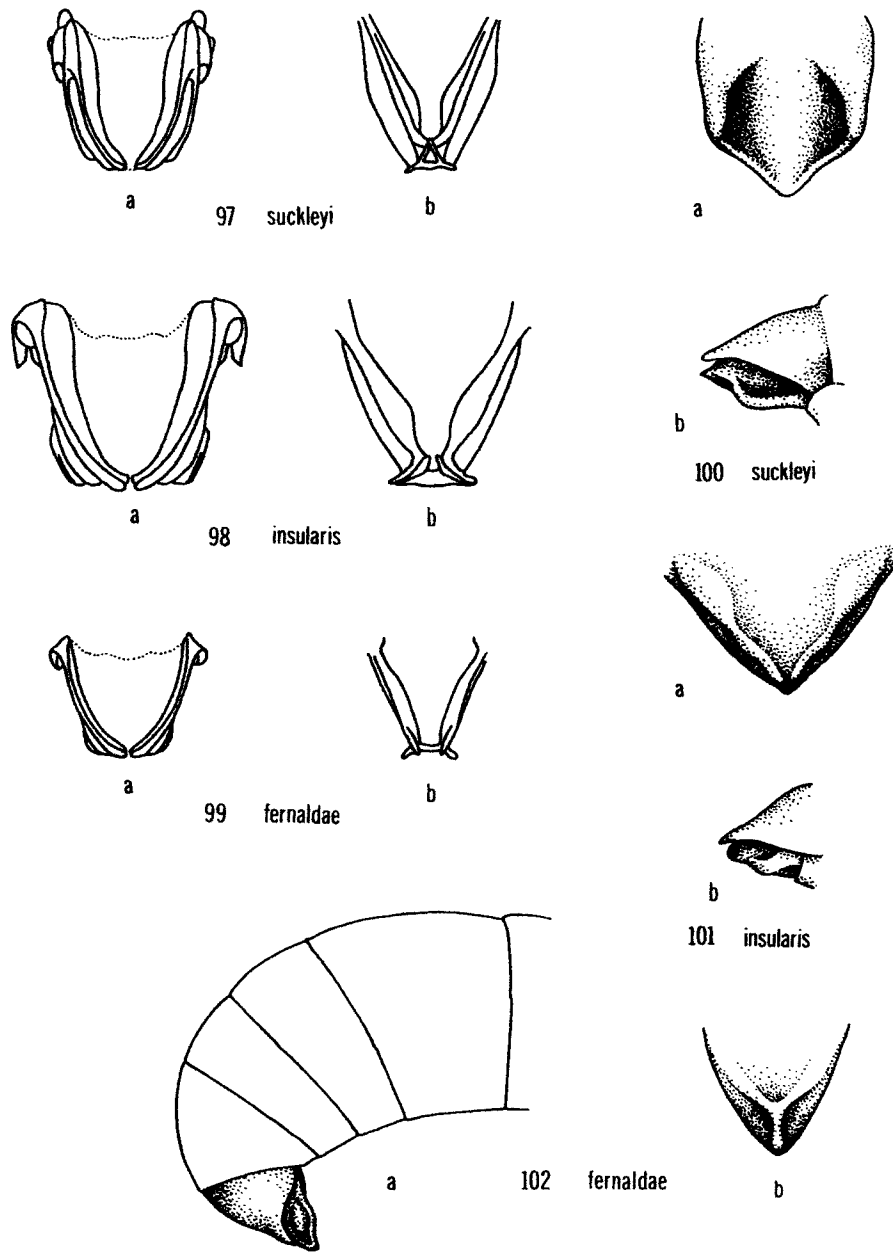 a
b
97 suckleyi
a
b
98 insularis
a
b
99 fernaldae
a
b
100 suckleyi
a
b
101 insularis
a
102 fernaldae
b